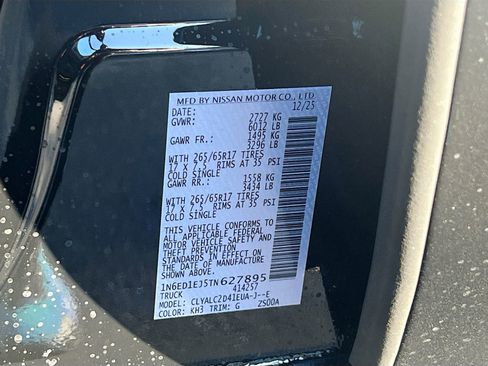 MFD BY NISSAN MOTOR CO., LTD.
DATE: 12/25
GVWR: 2727 KG
6012 LB
GAWR FR.: 1495 KG
3296 LB
WITH 265/65R17 TIRES
17 X 7.5 RIMS AT 35 PSI
COLD SINGLE
GAWR RR.: 1558 KG
3434 LB
WITH 265/65R17 TIRES
17 X 7.5 RIMS AT 35 PSI
COLD SINGLE
THIS VEHICLE CONFORMS TO
ALL APPLICABLE FEDERAL
MOTOR VEHICLE SAFETY AND
THEFT PREVENTION
STANDARDS IN EFFECT ON
THE DATE OF MANUFACTURE
SHOWN ABOVE.
1N6ED1EJ5TN627895
TRUCK 414257
MODEL: CLYALC2D41EUA-J--E
COLOR: KH3 TRIM: G ZS00A